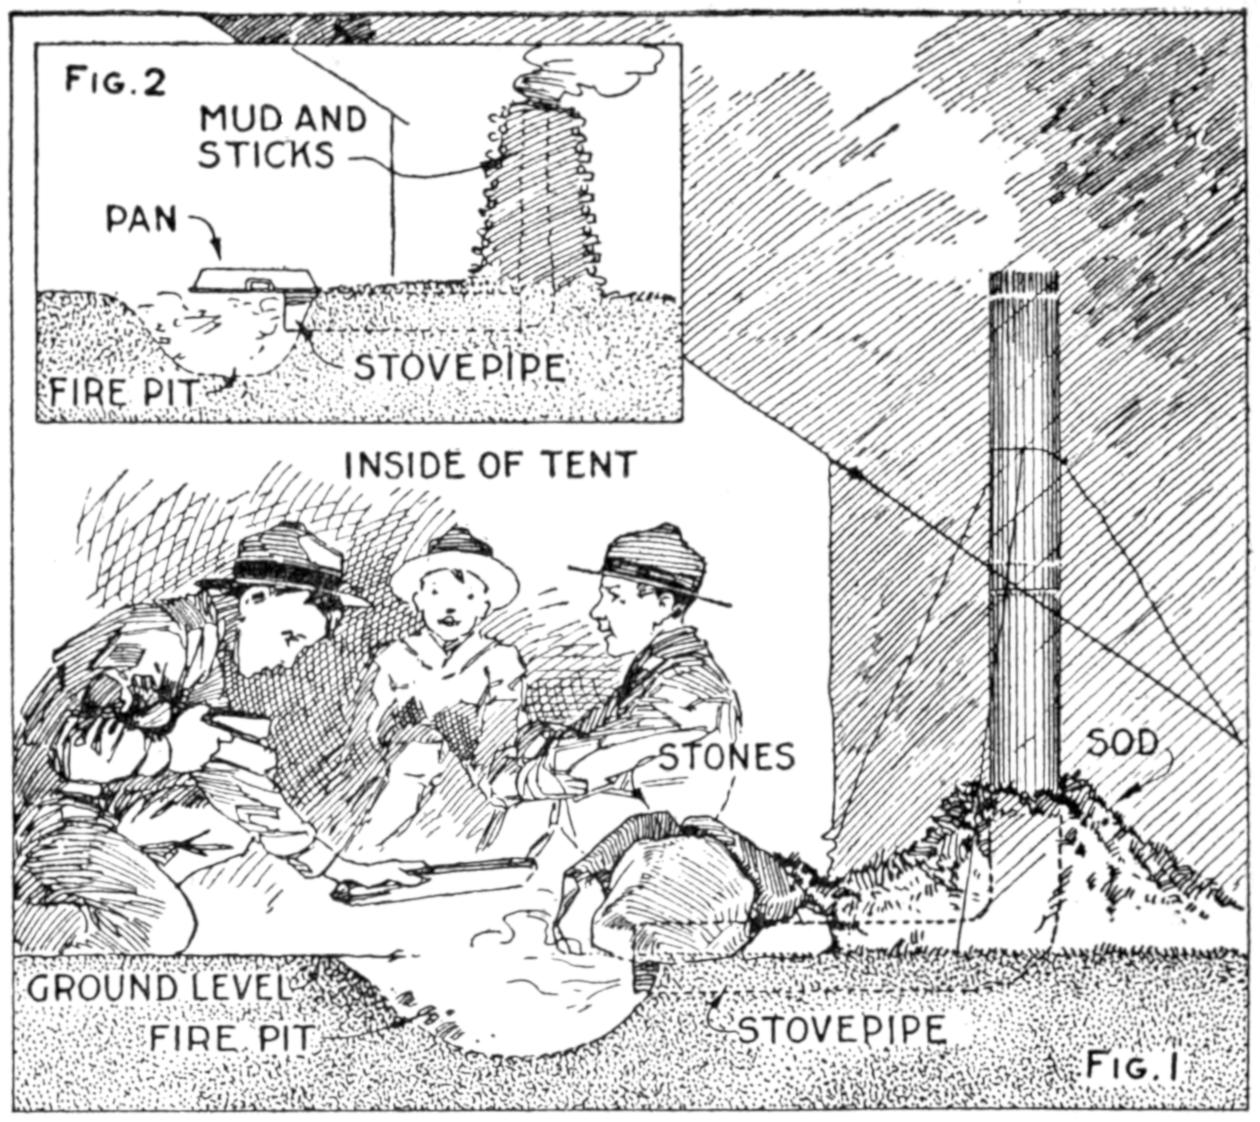 FIG. 2
MUD AND
STICKS
PAN
STOVEPIPE
FIRE PIT
INSIDE OF TENT
STONES
SOD
GROUND LEVEL
FIRE PIT
STOVEPIPE
FIG. 1